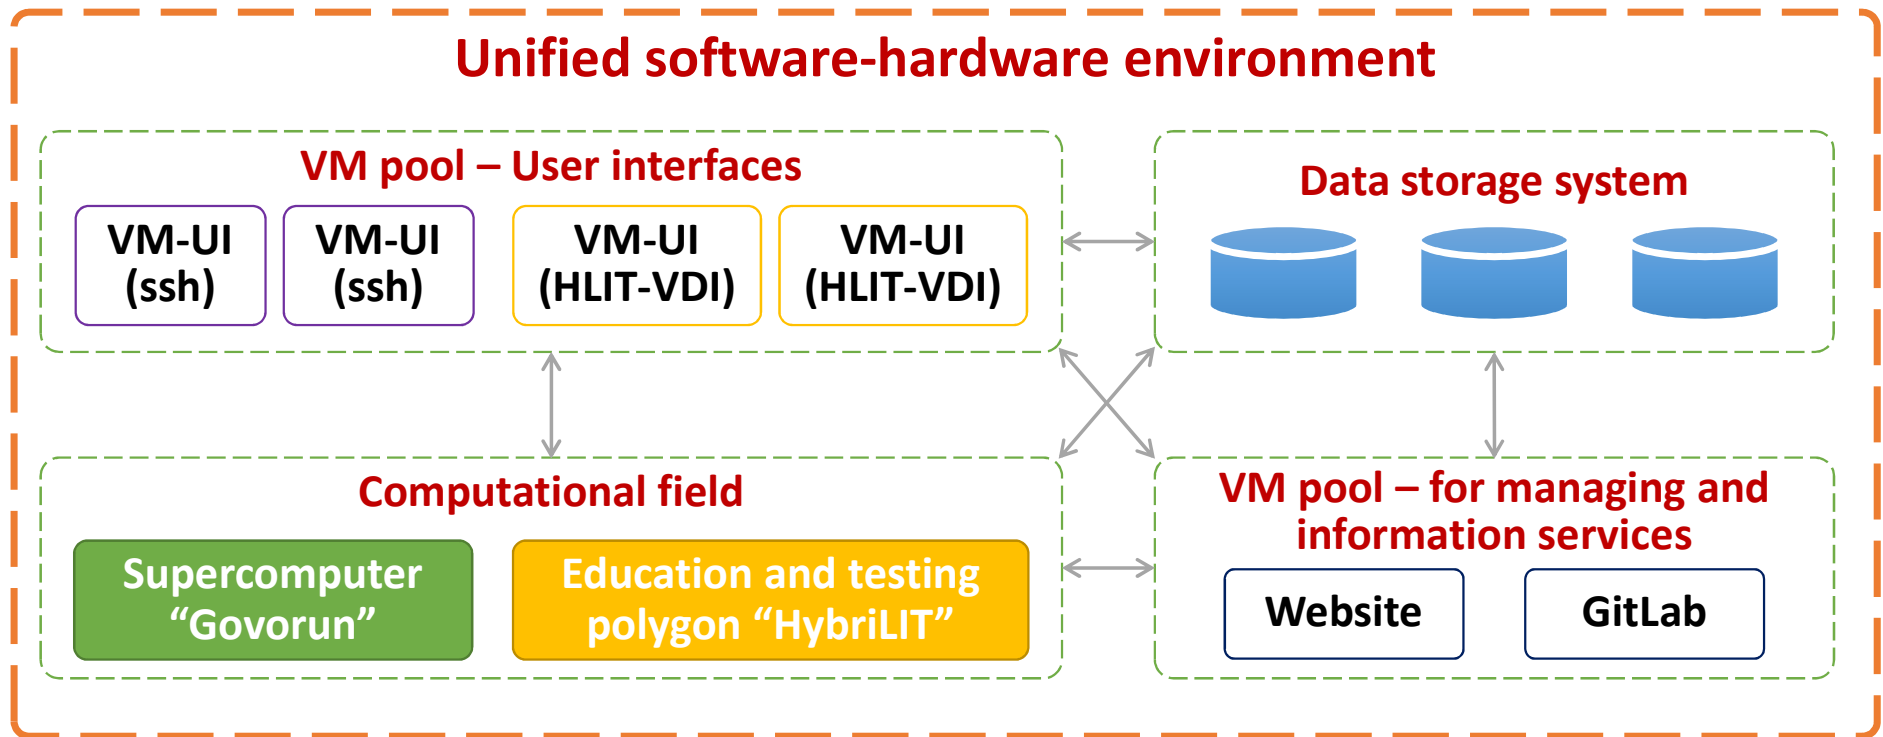 Unified software-hardware environment
VM pool – User interfaces
VM-UI
(ssh)
VM-UI
(ssh)
VM-UI
(HLIT-VDI)
VM-UI
(HLIT-VDI)
Data storage system
Computational field
Supercomputer
“Govorun”
Education and testing
polygon “HybriLIT”
VM pool – for managing and
information services
Website
GitLab